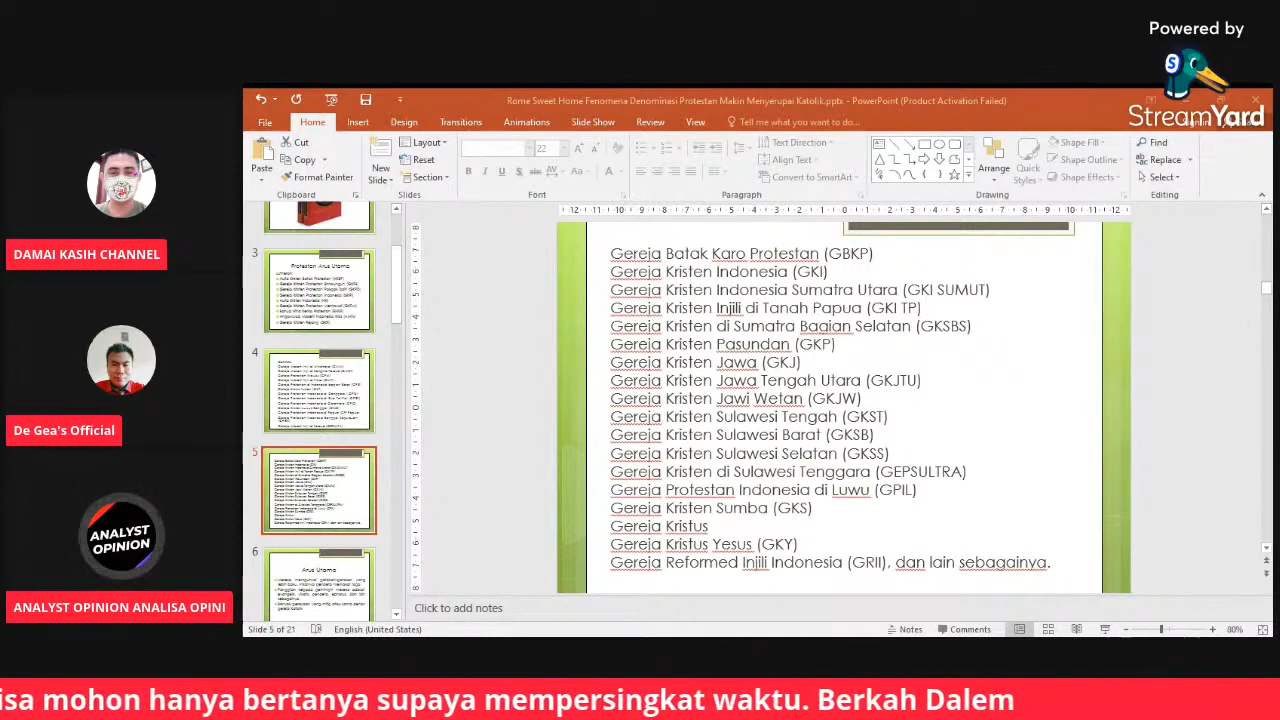 Powered by
StreamYard
Rome Sweet Home Fenomena Denominasi Protestan Makin Menyerupai Katolik.pptx - PowerPoint (Product Activation Failed)
File
Home
Insert
Design
Transitions
Animations
Slide Show
Review
View
Tell me what you want to do...
Paste
Cut
Copy
Format Painter
Clipboard
New Slide
Layout
Reset
Section
Slides
22
Font
Paragraph
Text Direction
Align Text
Convert to SmartArt
Arrange
Quick Styles
Shape Fill
Shape Outline
Shape Effects
Drawing
Find
Replace
Select
Editing
DAMAI KASIH CHANNEL
De Gea's Official
ANALYST
OPINION
ANALYST OPINION ANALISA OPINI
3
Protestan Arus Utama
4
5
6
Arus Utama
Gereja Batak Karo Protestan (GBKP)
Gereja Kristen Indonesia (GKI)
Gereja Kristen Indonesia Sumatra Utara (GKI SUMUT)
Gereja Kristen Injili di Tanah Papua (GKI TP)
Gereja Kristen di Sumatra Bagian Selatan (GKSBS)
Gereja Kristen Pasundan (GKP)
Gereja Kristen Jawa (GKJ)
Gereja Kristen Jawa Tengah Utara (GKJTU)
Gereja Kristen Jawi Wetan (GKJW)
Gereja Kristen Sulawesi Tengah (GKST)
Gereja Kristen Sulawesi Barat (GKSB)
Gereja Kristen Sulawesi Selatan (GKSS)
Gereja Kristen di Sulawesi Tenggara (GEPSULTRA)
Gereja Protestan Indonesia di Luwu (GPIL)
Gereja Kristen Sumba (GKS)
Gereja Kristus
Gereja Kristus Yesus (GKY)
Gereja Reformed Injili Indonesia (GRII), dan lain sebagainya.
Click to add notes
Slide 5 of 21
English (United States)
Notes
Comments
80%
isa mohon hanya bertanya supaya mempersingkat waktu. Berkah Dalem